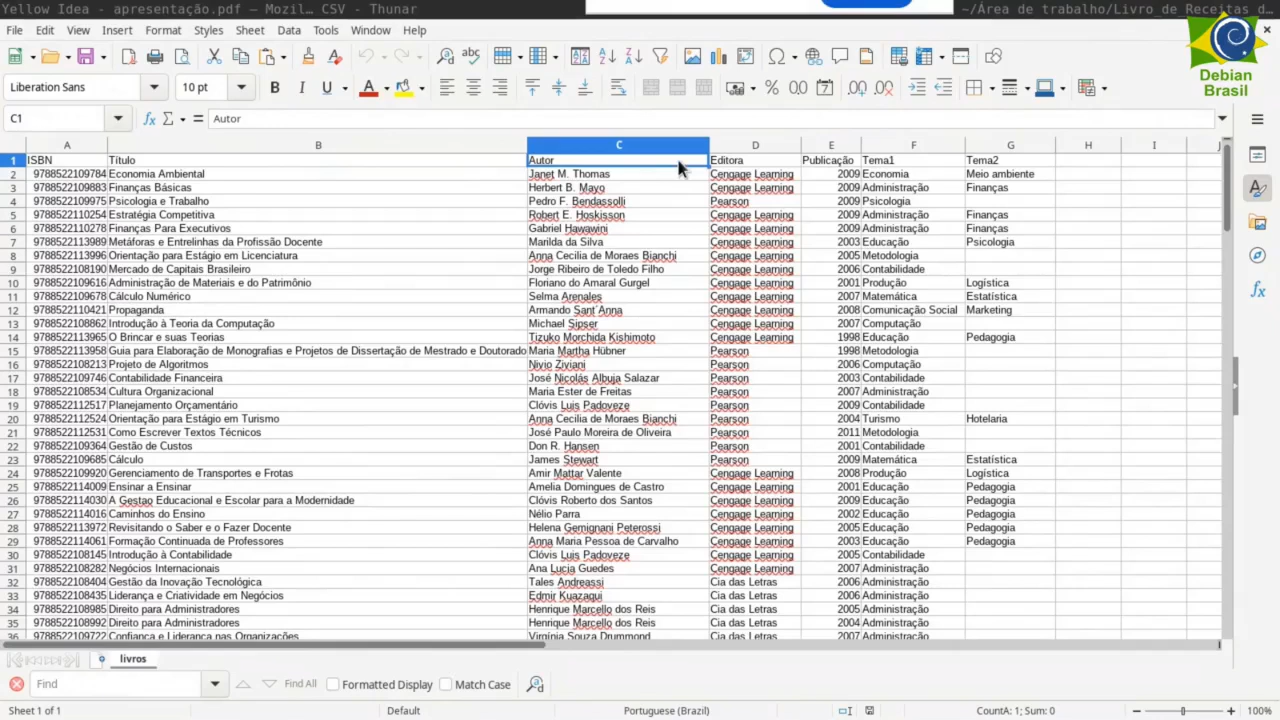 Yellow Idea - apresentação.pdf — Mozil… CSV - Thunar ~/Área de trabalho/Livro_de_Receitas d…
File Edit View Insert Format Styles Sheet Data Tools Window Help
Debian
Brasil
Liberation Sans 10 pt
C1 Autor
A B C D E F G H I J
1 ISBN Título Autor Editora Publicação Tema1 Tema2
2 9788522109784 Economia Ambiental Janet M. Thomas Cengage Learning 2009 Economia Meio ambiente
3 9788522109883 Finanças Básicas Herbert B. Mayo Cengage Learning 2009 Administração Finanças
4 9788522109975 Psicologia e Trabalho Pedro F. Bendassolli Pearson 2009 Psicologia
5 9788522110254 Estratégia Competitiva Robert E. Hoskisson Cengage Learning 2009 Administração Finanças
6 9788522110278 Finanças Para Executivos Gabriel Hawawini Cengage Learning 2009 Administração Finanças
7 9788522113989 Metáforas e Entrelinhas da Profissão Docente Marilda da Silva Cengage Learning 2003 Educação Psicologia
8 9788522113996 Orientação para Estágio em Licenciatura Anna Cecilia de Moraes Bianchi Cengage Learning 2005 Metodologia
9 9788522108190 Mercado de Capitais Brasileiro Jorge Ribeiro de Toledo Filho Cengage Learning 2006 Contabilidade
10 9788522109616 Administração de Materiais e do Patrimônio Floriano do Amaral Gurgel Cengage Learning 2001 Produção Logística
11 9788522109678 Cálculo Numérico Selma Arenales Cengage Learning 2007 Matemática Estatística
12 9788522110421 Propaganda Armando Sant´Anna Cengage Learning 2008 Comunicação Social Marketing
13 9788522108862 Introdução à Teoria da Computação Michael Sipser Cengage Learning 2007 Computação
14 9788522113965 O Brincar e suas Teorias Tizuko Morchida Kishimoto Cengage Learning 1998 Educação Pedagogia
15 9788522113958 Guia para Elaboração de Monografias e Projetos de Dissertação de Mestrado e Doutorado Maria Martha Hübner Pearson 1998 Metodologia
16 9788522108213 Projeto de Algoritmos Nivio Ziviani Pearson 2006 Computação
17 9788522109746 Contabilidade Financeira José Nicolás Albuja Salazar Pearson 2003 Contabilidade
18 9788522108534 Cultura Organizacional Maria Ester de Freitas Pearson 2007 Administração
19 9788522112517 Planejamento Orçamentário Clóvis Luis Padoveze Pearson 2009 Contabilidade
20 9788522112524 Orientação para Estágio em Turismo Anna Cecilia de Moraes Bianchi Pearson 2004 Turismo Hotelaria
21 9788522112531 Como Escrever Textos Técnicos José Paulo Moreira de Oliveira Pearson 2011 Metodologia
22 9788522109364 Gestão de Custos Don R. Hansen Pearson 2001 Contabilidade
23 9788522109685 Cálculo James Stewart Pearson 2009 Matemática Estatística
24 9788522109920 Gerenciamento de Transportes e Frotas Amir Mattar Valente Cengage Learning 2008 Produção Logística
25 9788522114009 Ensinar a Ensinar Amelia Domingues de Castro Cengage Learning 2001 Educação Pedagogia
26 9788522114030 A Gestao Educacional e Escolar para a Modernidade Clóvis Roberto dos Santos Cengage Learning 2009 Educação Pedagogia
27 9788522114016 Caminhos do Ensino Nélio Parra Cengage Learning 2002 Educação Pedagogia
28 9788522113972 Revisitando o Saber e o Fazer Docente Helena Gemignani Peterossi Cengage Learning 2005 Educação Pedagogia
29 9788522114061 Formação Continuada de Professores Anna Maria Pessoa de Carvalho Cengage Learning 2003 Educação Pedagogia
30 9788522108145 Introdução à Contabilidade Clóvis Luis Padoveze Cengage Learning 2005 Contabilidade
31 9788522108282 Negócios Internacionais Ana Lucia Guedes Cengage Learning 2007 Administração
32 9788522108404 Gestão da Inovação Tecnológica Tales Andreassi Cia das Letras 2006 Administração
33 9788522108435 Liderança e Criatividade em Negócios Edmir Kuazaqui Cia das Letras 2006 Administração
34 9788522108985 Direito para Administradores Henrique Marcello dos Reis Cia das Letras 2005 Administração
35 9788522108992 Direito para Administradores Henrique Marcello dos Reis Cia das Letras 2004 Administração
36 9788522109722 Confiança e Liderança nas Organizações Virgínia Souza Drummond Cia das Letras 2007 Administração
livros
Find Find All Formatted Display Match Case
Sheet 1 of 1 Default Portuguese (Brazil) CountA: 1; Sum: 0 100%